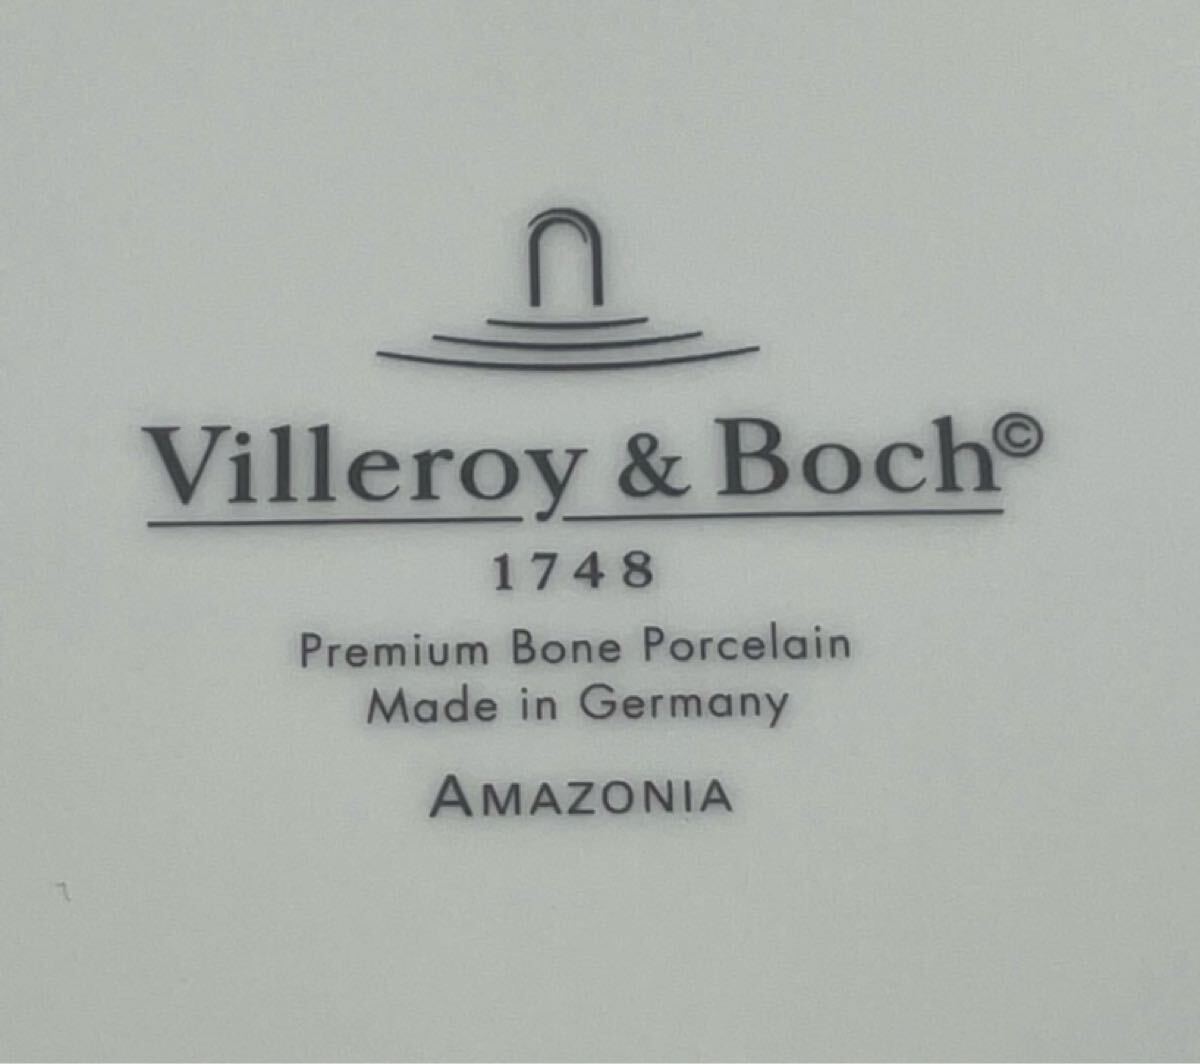 Villeroy & Boch©
1748
Premium Bone Porcelain
Made in Germany
AMAZONIA